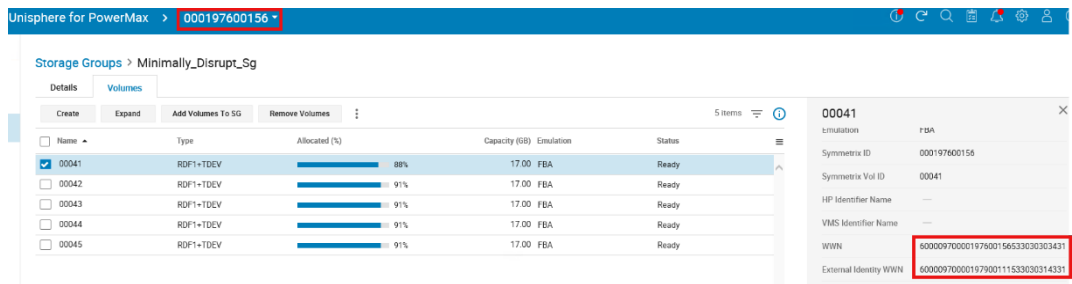 Unisphere for PowerMax > 000197600156
Storage Groups > Minimally_Disrupt_Sg
Details Volumes
Create Expand Add Volumes To SG Remove Volumes 5 items
Name Type Allocated (%) Capacity (GB) Emulation Status
00041 RDF1+TDEV 88% 17.00 FBA Ready
00042 RDF1+TDEV 91% 17.00 FBA Ready
00043 RDF1+TDEV 91% 17.00 FBA Ready
00044 RDF1+TDEV 91% 17.00 FBA Ready
00045 RDF1+TDEV 91% 17.00 FBA Ready
00041
Emulation FBA
Symmetrix ID 000197600156
Symmetrix Vol ID 00041
HP Identifier Name —
VMS Identifier Name —
WWN 60000970000197600156533030303431
External Identity WWN 60000970000197900111533030314331